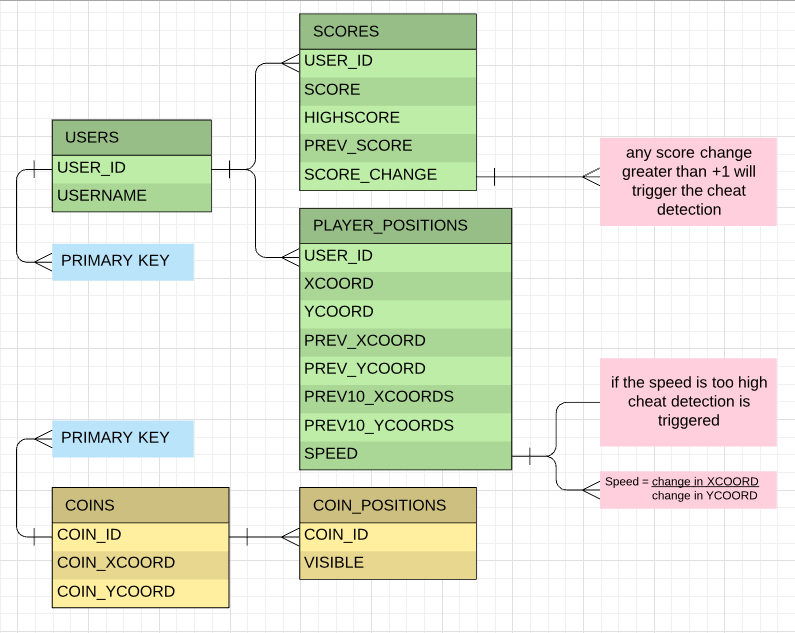 SCORES
USER_ID
SCORE
HIGHSCORE
PREV_SCORE
SCORE_CHANGE
USERS
USER_ID
USERNAME
PRIMARY KEY
any score change
greater than +1 will
trigger the cheat
detection
PLAYER_POSITIONS
USER_ID
XCOORD
YCOORD
PREV_XCOORD
PREV_YCOORD
PREV10_XCOORDS
PREV10_YCOORDS
SPEED
if the speed is too high
cheat detection is
triggered
Speed = change in XCOORD
change in YCOORD
PRIMARY KEY
COINS
COIN_ID
COIN_XCOORD
COIN_YCOORD
COIN_POSITIONS
COIN_ID
VISIBLE